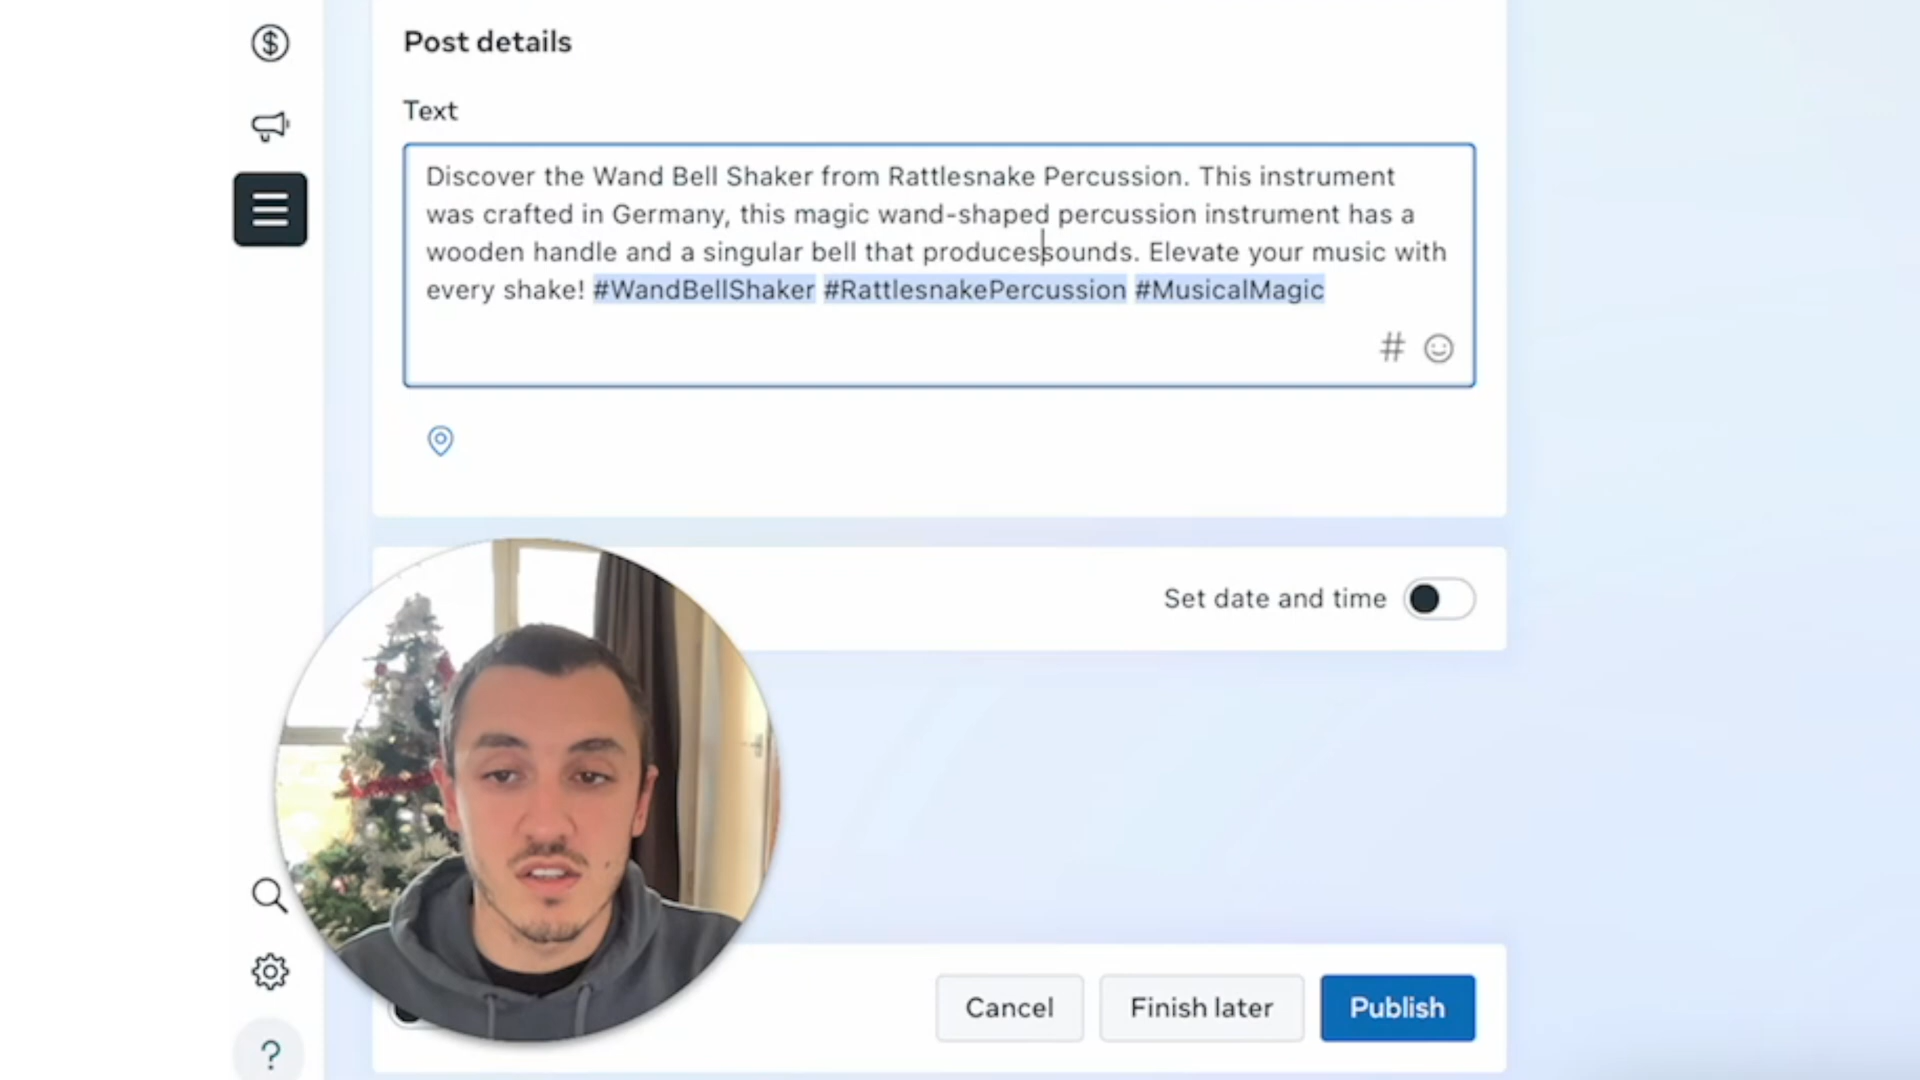 Post details
Text
Discover the Wand Bell Shaker from Rattlesnake Percussion. This instrument
was crafted in Germany, this magic wand-shaped percussion instrument has a
wooden handle and a singular bell that producessounds. Elevate your music with
every shake! #WandBellShaker #RattlesnakePercussion #MusicalMagic
#
Set date and time
Cancel Finish later Publish
?